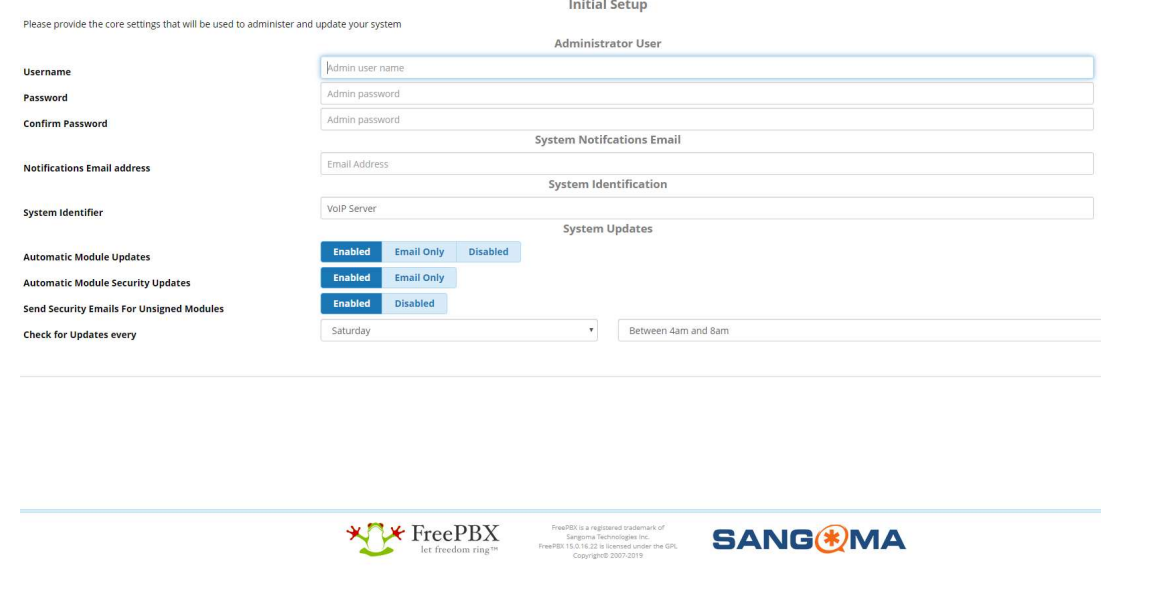 Initial Setup
Please provide the core settings that will be used to administer and update your system
Administrator User
Username Admin user name
Password Admin password
Confirm Password Admin password
System Notifcations Email
Notifications Email address Email Address
System Identification
System Identifier VoIP Server
System Updates
Automatic Module Updates Enabled Email Only Disabled
Automatic Module Security Updates Enabled Email Only
Send Security Emails For Unsigned Modules Enabled Disabled
Check for Updates every Saturday Between 4am and 8am
FreePBX
let freedom ring™
FreePBX is a registered trademark of
Sangoma Technologies Inc.
FreePBX 15.0.16.22 is licensed under the GPL
Copyright© 2007-2019
SANGOMA